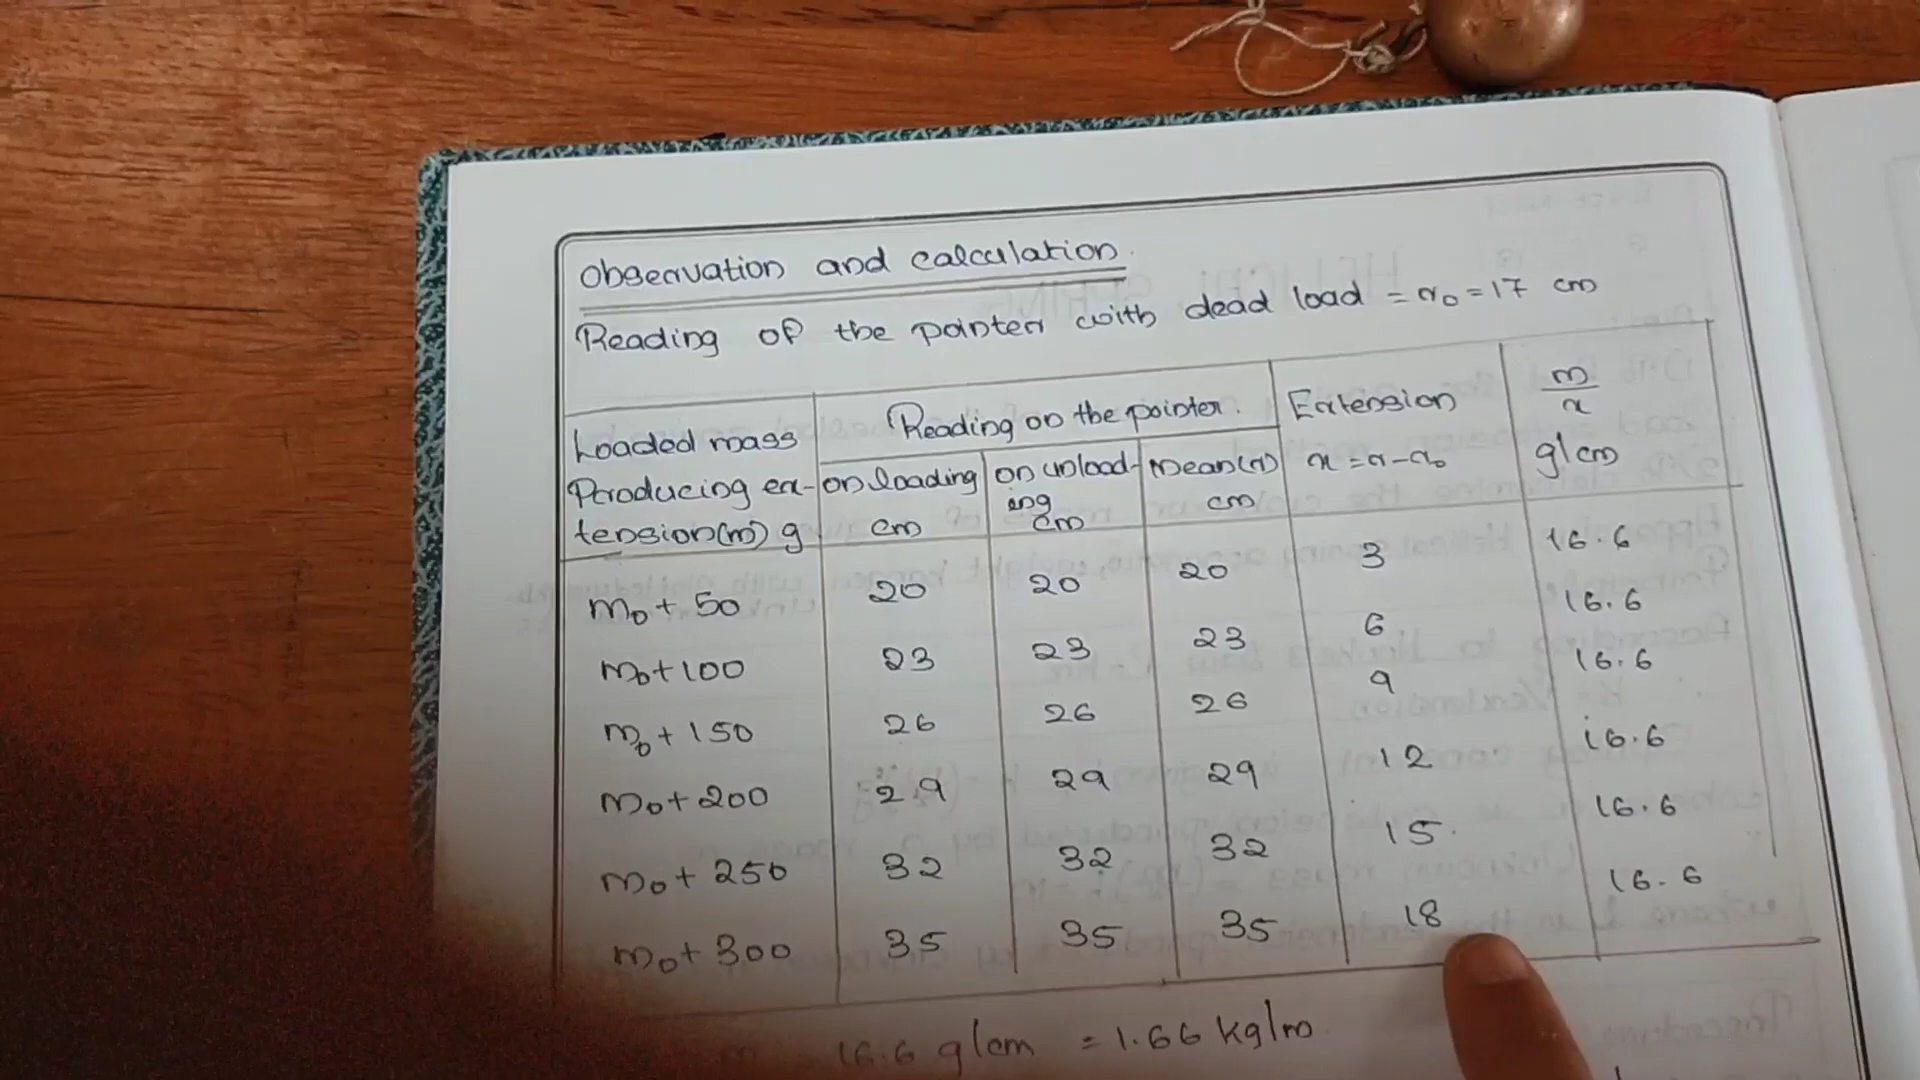 Observation and calculation.
Reading of the pointer with dead load = r₀ = 17 cm
Loaded mass Producing extension(m) g | Reading on the pointer. | Extension x = r - r₀ | m/x g/cm
on loading cm | on unloading cm | Mean(r) cm
m₀ + 50 | 20 | 20 | 20 | 3 | 16.6
m₀ + 100 | 23 | 23 | 23 | 6 | 16.6
m₀ + 150 | 26 | 26 | 26 | 9 | 16.6
m₀ + 200 | 29 | 29 | 29 | 12 | 16.6
m₀ + 250 | 32 | 32 | 32 | 15 | 16.6
m₀ + 300 | 35 | 35 | 35 | 18 | 16.6
16.6 g/cm = 1.66 kg/m